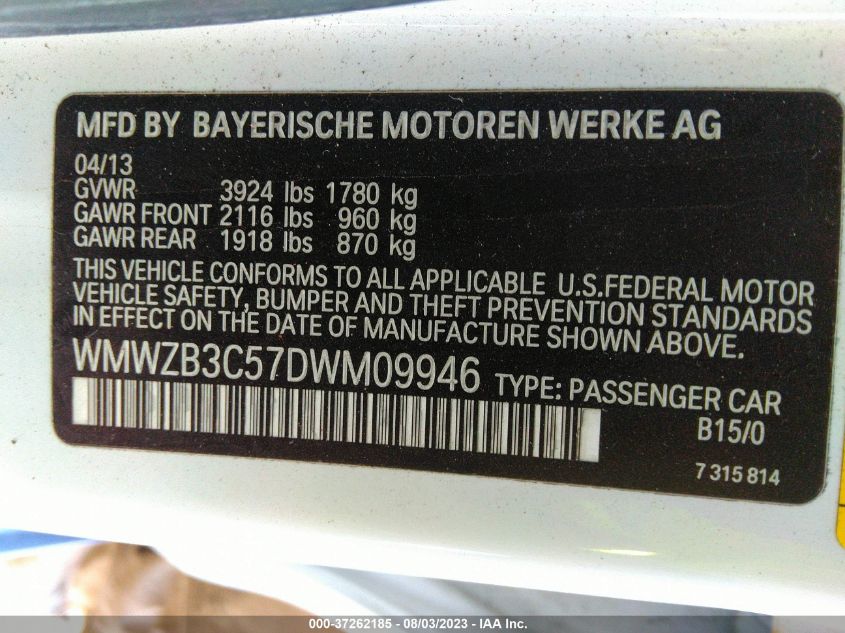 MFD BY BAYERISCHE MOTOREN WERKE AG
04/13
GVWR 3924 lbs 1780 kg
GAWR FRONT 2116 lbs 960 kg
GAWR REAR 1918 lbs 870 kg
THIS VEHICLE CONFORMS TO ALL APPLICABLE U.S.FEDERAL MOTOR
VEHICLE SAFETY, BUMPER AND THEFT PREVENTION STANDARDS
IN EFFECT ON THE DATE OF MANUFACTURE SHOWN ABOVE.
WMWZB3C57DWM09946 TYPE: PASSENGER CAR
B15/0
7 315 814
000-37262185 - 08/03/2023 - IAA Inc.